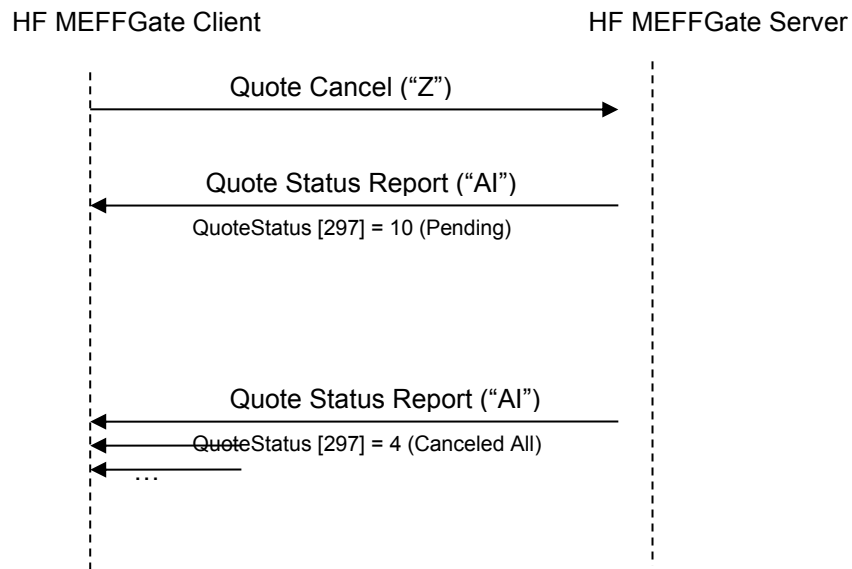 HF MEFFGate Client
HF MEFFGate Server
Quote Cancel (“Z”)
Quote Status Report (“AI”)
QuoteStatus [297] = 10 (Pending)
Quote Status Report (“AI”)
QuoteStatus [297] = 4 (Canceled All)
…